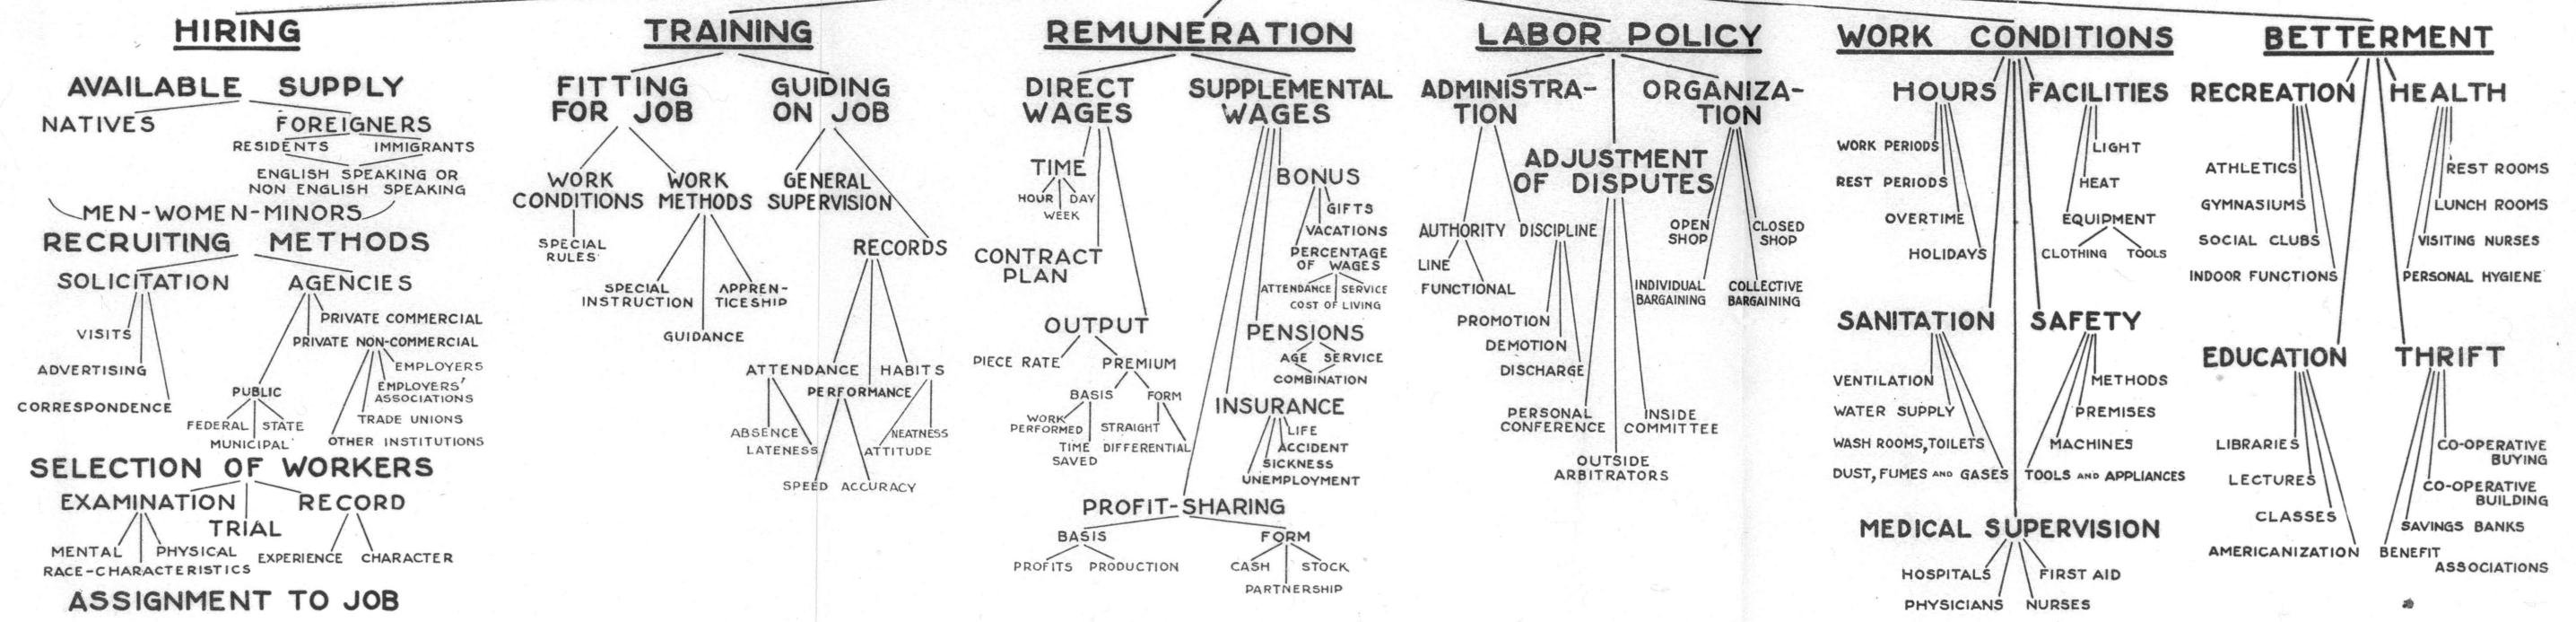 HIRING
AVAILABLE SUPPLY
NATIVES
FOREIGNERS
RESIDENTS
IMMIGRANTS
ENGLISH SPEAKING OR
NON ENGLISH SPEAKING
MEN-WOMEN-MINORS
RECRUITING METHODS
SOLICITATION
VISITS
ADVERTISING
CORRESPONDENCE
AGENCIES
PRIVATE COMMERCIAL
PRIVATE NON-COMMERCIAL
EMPLOYERS
EMPLOYERS'
ASSOCIATIONS
TRADE UNIONS
OTHER INSTITUTIONS
PUBLIC
FEDERAL
STATE
MUNICIPAL
SELECTION OF WORKERS
EXAMINATION
TRIAL
RECORD
MENTAL
PHYSICAL
RACE-CHARACTERISTICS
EXPERIENCE
CHARACTER
ASSIGNMENT TO JOB
TRAINING
FITTING
FOR JOB
WORK
CONDITIONS
SPECIAL
RULES
WORK
METHODS
SPECIAL
INSTRUCTION
APPREN-
TICESHIP
GUIDANCE
GUIDING
ON JOB
GENERAL
SUPERVISION
RECORDS
ATTENDANCE
PERFORMANCE
HABITS
ABSENCE
LATENESS
NEATNESS
ATTITUDE
SPEED
ACCURACY
REMUNERATION
DIRECT
WAGES
TIME
HOUR
DAY
WEEK
CONTRACT
PLAN
OUTPUT
PIECE RATE
PREMIUM
BASIS
FORM
WORK
PERFORMED
TIME
SAVED
STRAIGHT
DIFFERENTIAL
SUPPLEMENTAL
WAGES
BONUS
GIFTS
VACATIONS
PERCENTAGE
OF WAGES
ATTENDANCE
SERVICE
COST OF LIVING
PENSIONS
AGE
SERVICE
COMBINATION
INSURANCE
LIFE
ACCIDENT
SICKNESS
UNEMPLOYMENT
PROFIT-SHARING
BASIS
FORM
PROFITS
PRODUCTION
CASH
STOCK
PARTNERSHIP
LABOR POLICY
ADMINISTRA-
TION
AUTHORITY
LINE
FUNCTIONAL
DISCIPLINE
PROMOTION
DEMOTION
DISCHARGE
ADJUSTMENT
OF DISPUTES
PERSONAL
CONFERENCE
INSIDE
COMMITTEE
OUTSIDE
ARBITRATORS
ORGANIZA-
TION
OPEN
SHOP
CLOSED
SHOP
INDIVIDUAL
BARGAINING
COLLECTIVE
BARGAINING
WORK CONDITIONS
HOURS
WORK PERIODS
REST PERIODS
OVERTIME
HOLIDAYS
FACILITIES
LIGHT
HEAT
EQUIPMENT
CLOTHING
TOOLS
SANITATION
VENTILATION
WATER SUPPLY
WASH ROOMS, TOILETS
DUST, FUMES AND GASES
SAFETY
METHODS
PREMISES
MACHINES
TOOLS AND APPLIANCES
MEDICAL SUPERVISION
HOSPITALS
FIRST AID
PHYSICIANS
NURSES
BETTERMENT
RECREATION
ATHLETICS
GYMNASIUMS
SOCIAL CLUBS
INDOOR FUNCTIONS
HEALTH
REST ROOMS
LUNCH ROOMS
VISITING NURSES
PERSONAL HYGIENE
EDUCATION
LIBRARIES
LECTURES
CLASSES
AMERICANIZATION
THRIFT
CO-OPERATIVE
BUYING
CO-OPERATIVE
BUILDING
SAVINGS BANKS
BENEFIT
ASSOCIATIONS